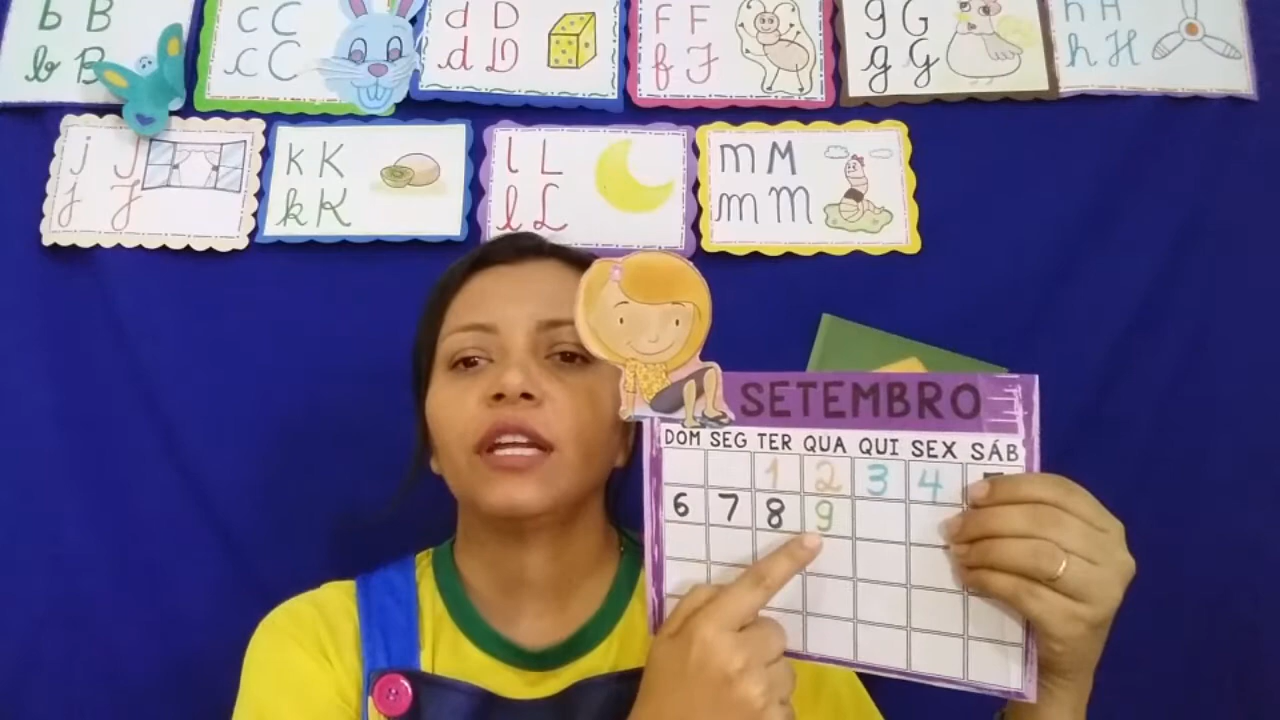 b B
b B
c C
c C
d D
d D
f F
f F
g G
g G
h H
h H
j J
j J
k K
k K
l L
l L
m M
m M
SETEMBRO
DOM SEG TER QUA QUI SEX SÁB
1 2 3 4
6 7 8 9